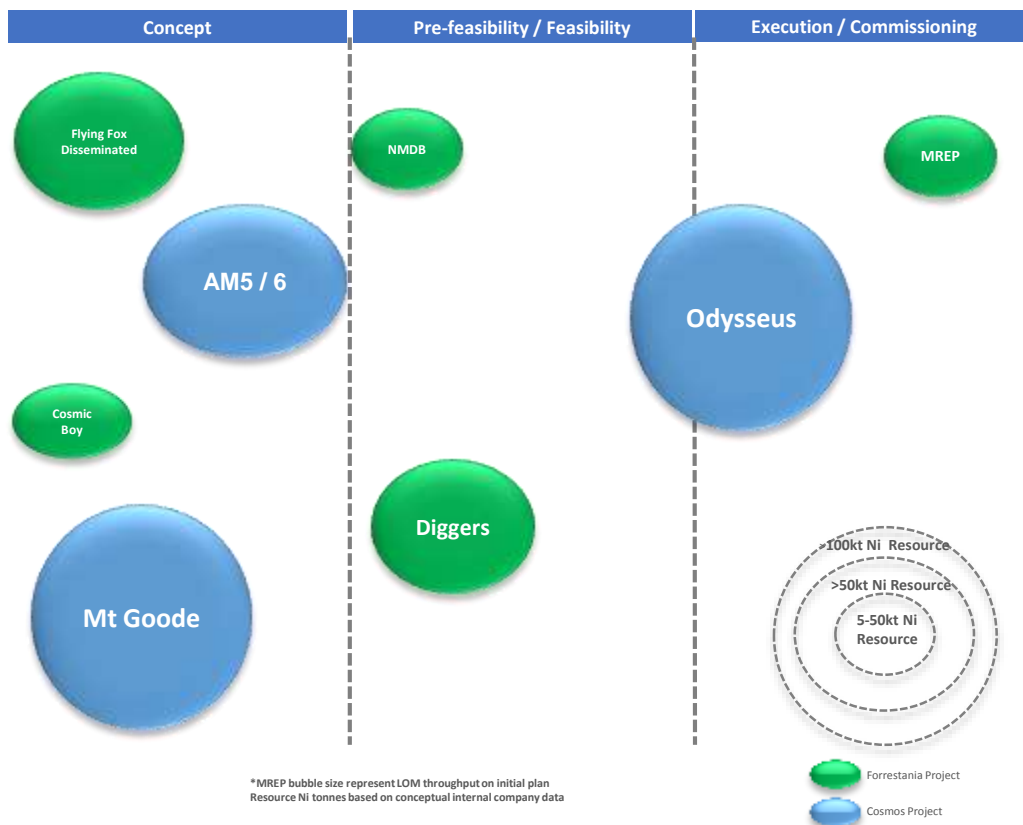 Concept
Pre-feasibility / Feasibility
Execution / Commissioning
Flying Fox
Disseminated
NMDB
MREP
AM5 / 6
Odysseus
Cosmic
Boy
Diggers
Mt Goode
>100kt Ni Resource
>50kt Ni Resource
5-50kt Ni
Resource
*MREP bubble size represent LOM throughput on initial plan
Resource Ni tonnes based on conceptual internal company data
Forrestania Project
Cosmos Project